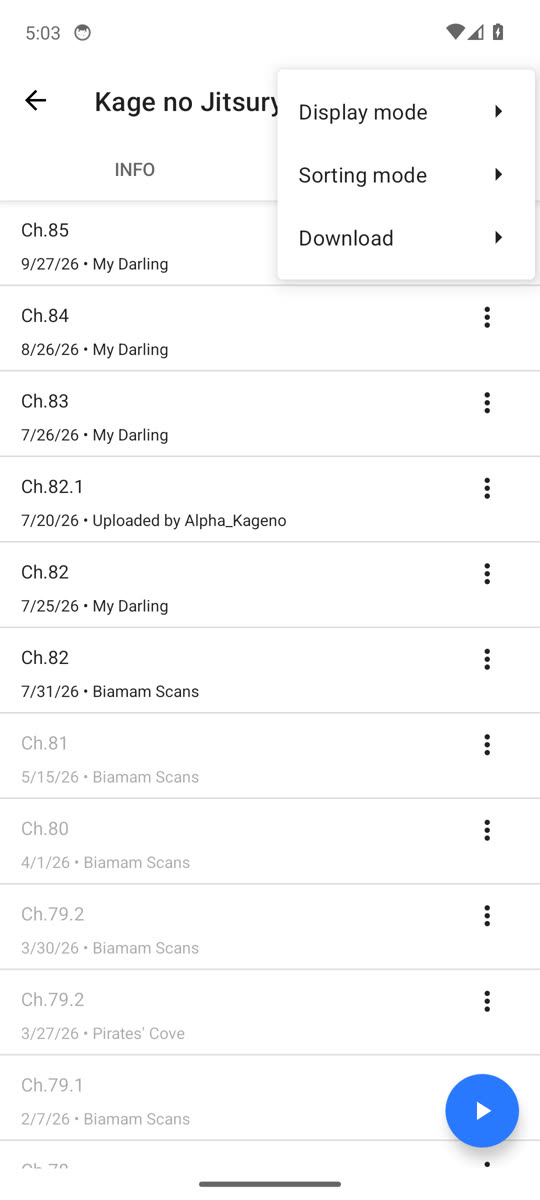 5:03
Kage no Jitsury
Display mode
Sorting mode
Download
INFO
Ch.85
9/27/26 • My Darling
Ch.84
8/26/26 • My Darling
Ch.83
7/26/26 • My Darling
Ch.82.1
7/20/26 • Uploaded by Alpha_Kageno
Ch.82
7/25/26 • My Darling
Ch.82
7/31/26 • Biamam Scans
Ch.81
5/15/26 • Biamam Scans
Ch.80
4/1/26 • Biamam Scans
Ch.79.2
3/30/26 • Biamam Scans
Ch.79.2
3/27/26 • Pirates' Cove
Ch.79.1
2/7/26 • Biamam Scans